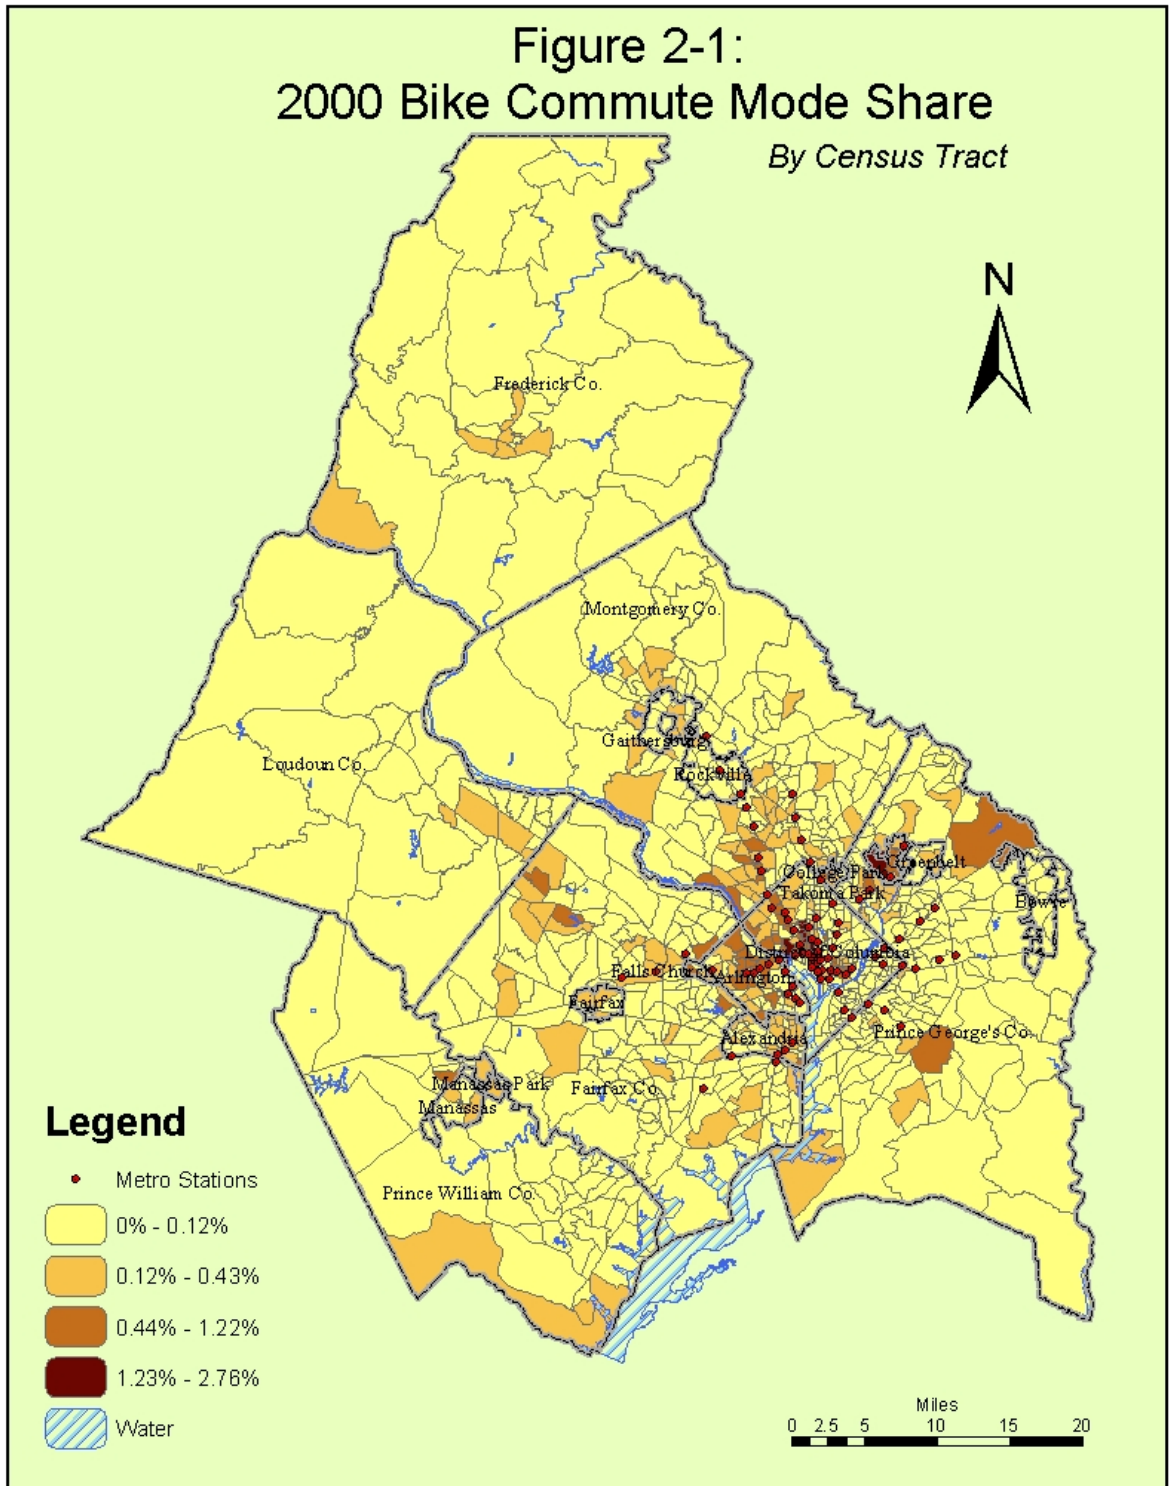 Figure 2-1:
2000 Bike Commute Mode Share
By Census Tract
N
Frederick Co.
Montgomery Co.
Gaithersburg
Loudoun Co.
Rockville
Greenbelt
College Park
Takoma Park
Bowie
District of Columbia
Falls Church
Arlington
Fairfax
Prince George's Co.
Alexandria
Manassas Park
Fairfax Co.
Manassas
Prince William Co.
Legend
Metro Stations
0% - 0.12%
0.12% - 0.43%
0.44% - 1.22%
1.23% - 2.76%
Water
Miles
0 2.5 5 10 15 20